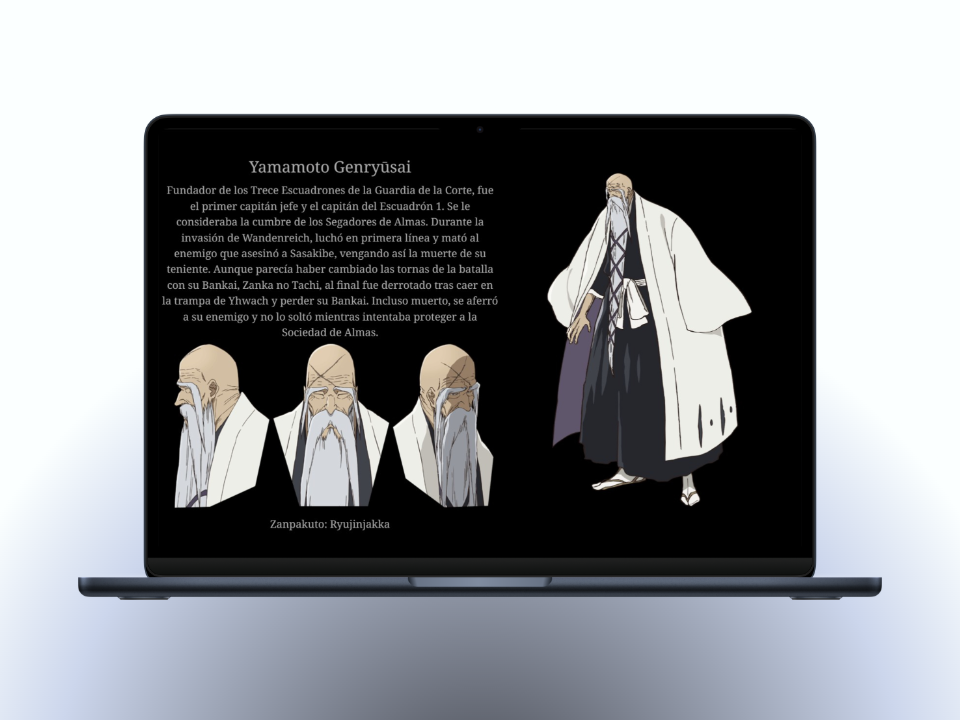 Yamamoto Genryūsai
Fundador de los Trece Escuadrones de la Guardia de la Corte, fue
el primer capitán jefe y el capitán del Escuadrón 1. Se le
consideraba la cumbre de los Segadores de Almas. Durante la
invasión de Wandenreich, luchó en primera línea y mató al
enemigo que asesinó a Sasakibe, vengando así la muerte de su
teniente. Aunque parecía haber cambiado las tornas de la batalla
con su Bankai, Zanka no Tachi, al final fue derrotado tras caer en
la trampa de Yhwach y perder su Bankai. Incluso muerto, se aferró
a su enemigo y no lo soltó mientras intentaba proteger a la
Sociedad de Almas.
Zanpakuto: Ryujinjakka